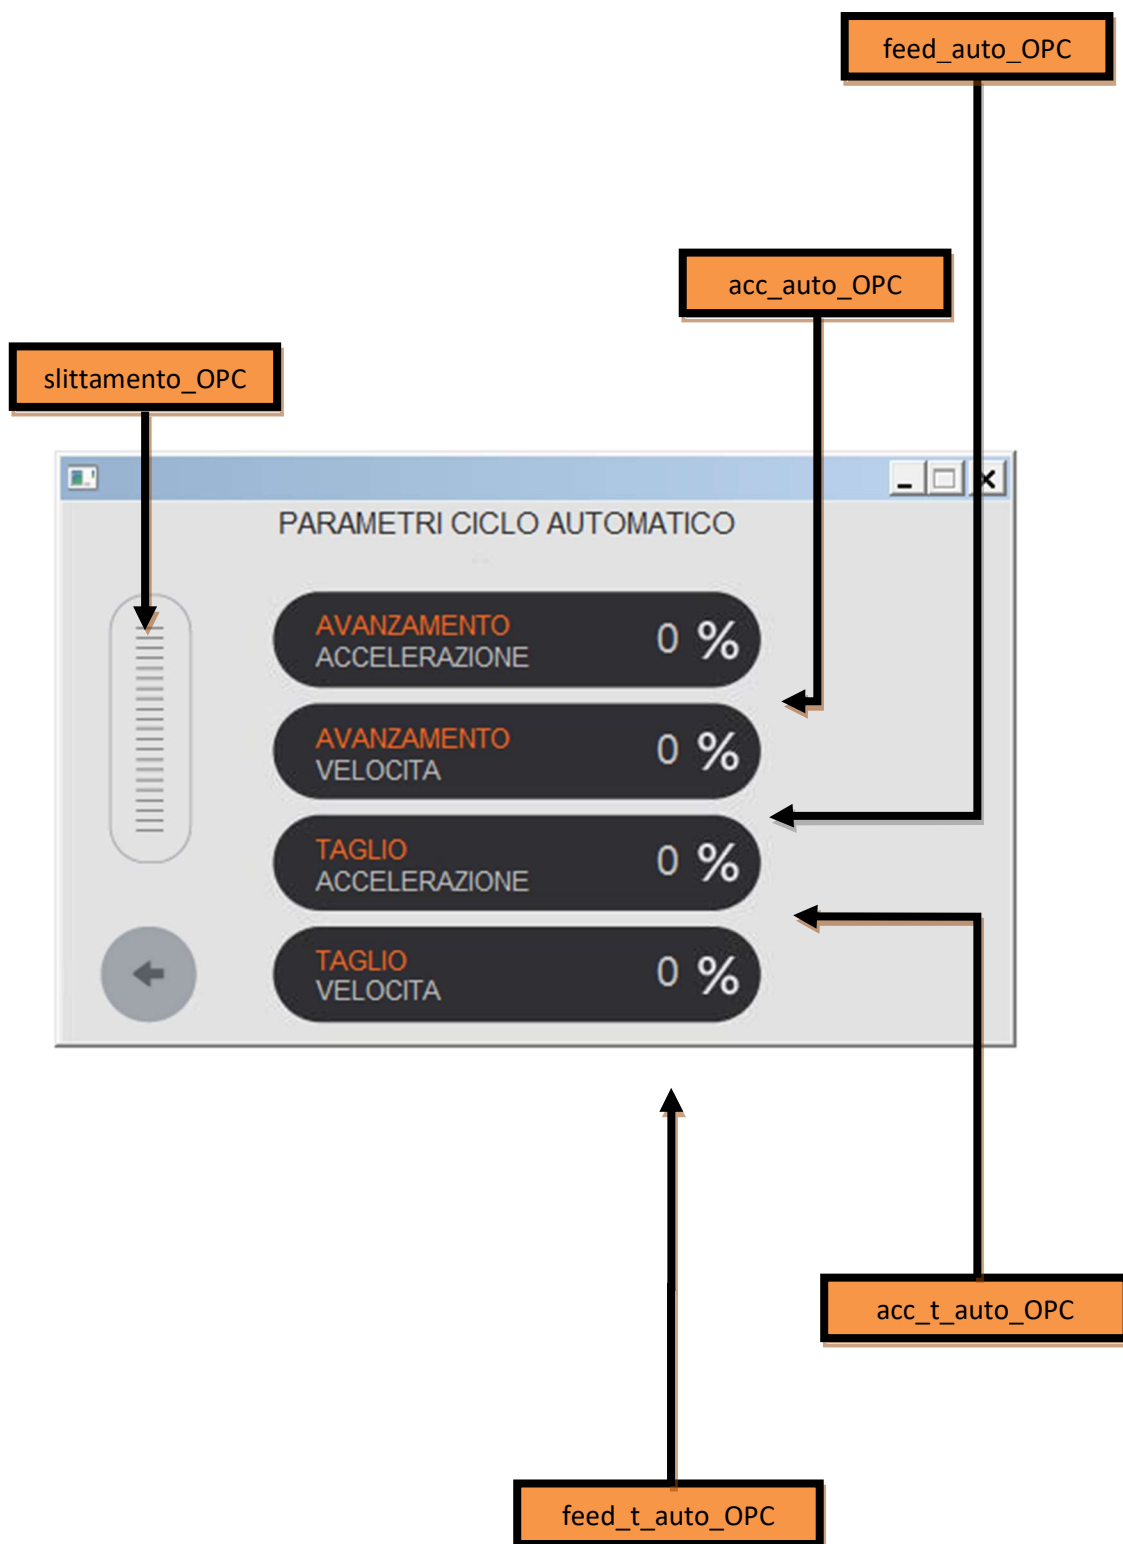 feed_auto_OPC
acc_auto_OPC
slittamento_OPC
PARAMETRI CICLO AUTOMATICO
AVANZAMENTO
ACCELERAZIONE
0 %
AVANZAMENTO
VELOCITA
0 %
TAGLIO
ACCELERAZIONE
0 %
TAGLIO
VELOCITA
0 %
acc_t_auto_OPC
feed_t_auto_OPC